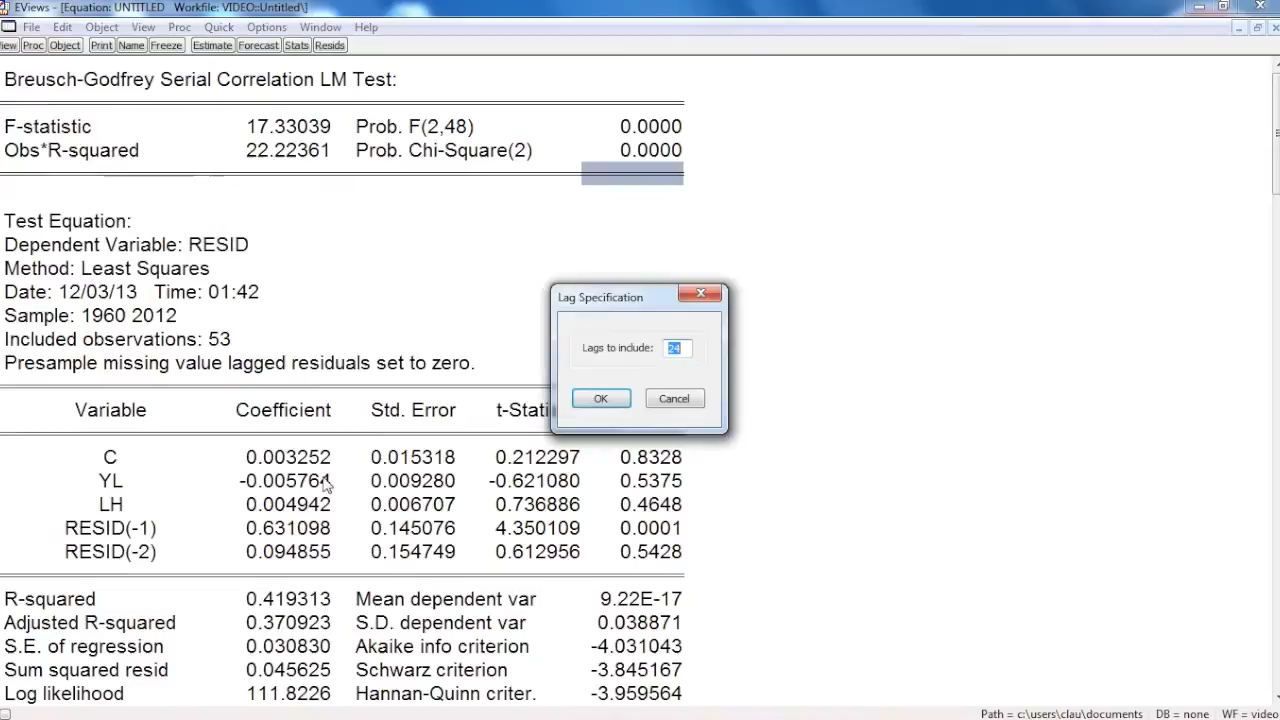 EViews - [Equation: UNTITLED   Workfile: VIDEO::Untitled\]
File Edit Object View Proc Quick Options Window Help
View Proc Object Print Name Freeze Estimate Forecast Stats Resids
Breusch-Godfrey Serial Correlation LM Test:
F-statistic 17.33039 Prob. F(2,48) 0.0000
Obs*R-squared 22.22361 Prob. Chi-Square(2) 0.0000
Test Equation:
Dependent Variable: RESID
Method: Least Squares
Date: 12/03/13   Time: 01:42
Sample: 1960 2012
Included observations: 53
Presample missing value lagged residuals set to zero.
Lag Specification
Lags to include: 24
OK Cancel
Variable Coefficient Std. Error t-Stati
C 0.003252 0.015318 0.212297 0.8328
YL -0.005764 0.009280 -0.621080 0.5375
LH 0.004942 0.006707 0.736886 0.4648
RESID(-1) 0.631098 0.145076 4.350109 0.0001
RESID(-2) 0.094855 0.154749 0.612956 0.5428
R-squared 0.419313 Mean dependent var 9.22E-17
Adjusted R-squared 0.370923 S.D. dependent var 0.038871
S.E. of regression 0.030830 Akaike info criterion -4.031043
Sum squared resid 0.045625 Schwarz criterion -3.845167
Log likelihood 111.8226 Hannan-Quinn criter. -3.959564
Path = c:\users\clau\documents DB = none WF = video